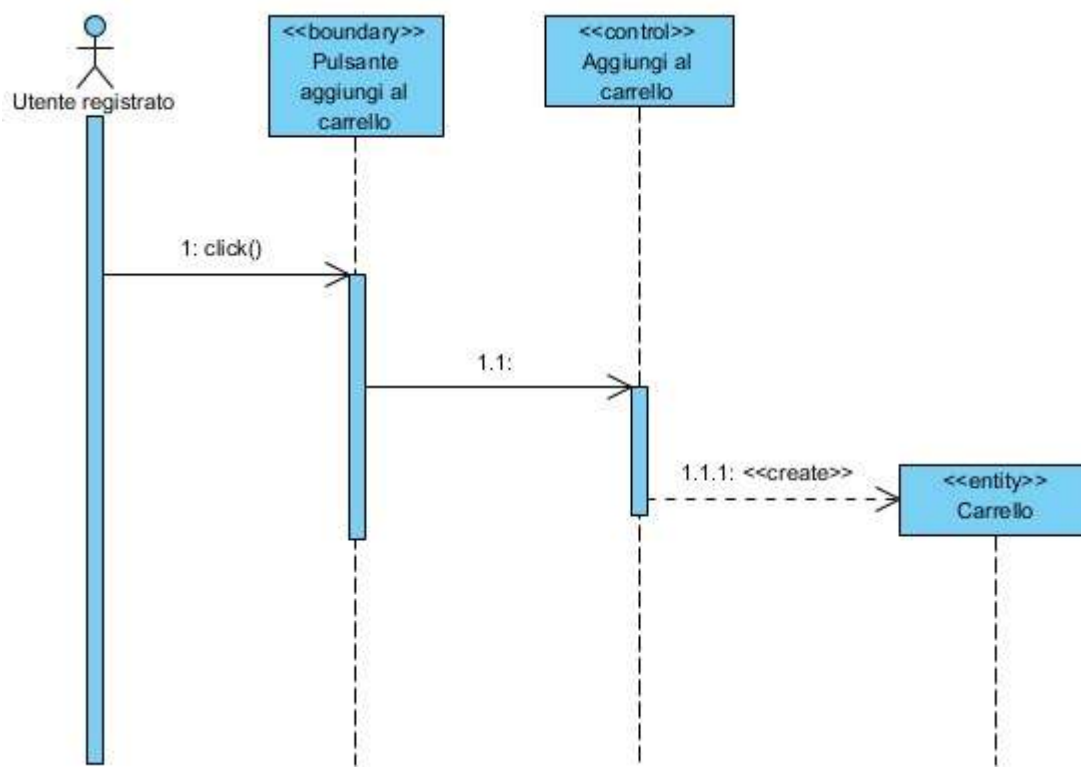 Utente registrato
<<boundary>>
Pulsante
aggiungi al
carrello
<<control>>
Aggiungi al
carrello
1: click()
1.1:
1.1.1: <<create>>
<<entity>>
Carrello